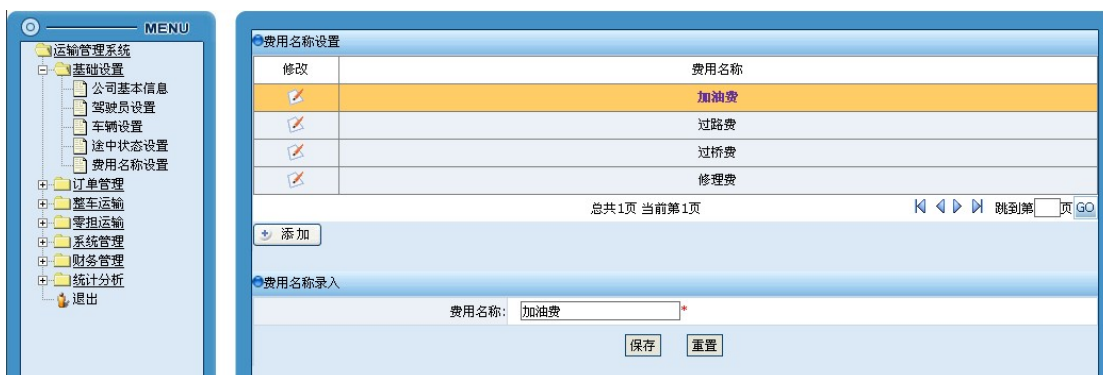 MENU
运输管理系统
基础设置
公司基本信息
驾驶员设置
车辆设置
途中状态设置
费用名称设置
订单管理
整车运输
零担运输
系统管理
财务管理
统计分析
退出
费用名称设置
修改 费用名称
加油费
过路费
过桥费
修理费
总共1页 当前第1页 跳到第 页 GO
添加
费用名称录入
费用名称: 加油费 *
保存 重置